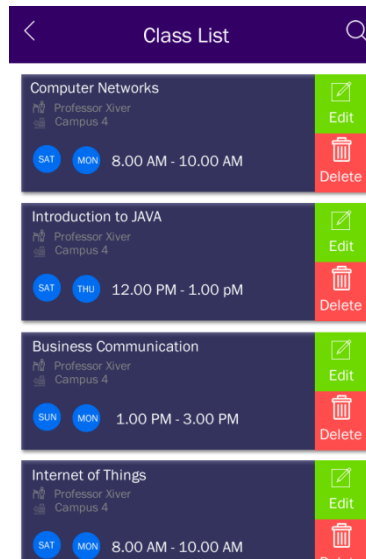 Class List
Computer Networks
Professor Xiver
Campus 4
SAT MON 8.00 AM - 10.00 AM
Edit
Delete
Introduction to JAVA
Professor Xiver
Campus 4
SAT THU 12.00 PM - 1.00 pM
Edit
Delete
Business Communication
Professor Xiver
Campus 4
SUN MON 1.00 PM - 3.00 PM
Edit
Delete
Internet of Things
Professor Xiver
Campus 4
SAT MON 8.00 AM - 10.00 AM
Edit
Delete